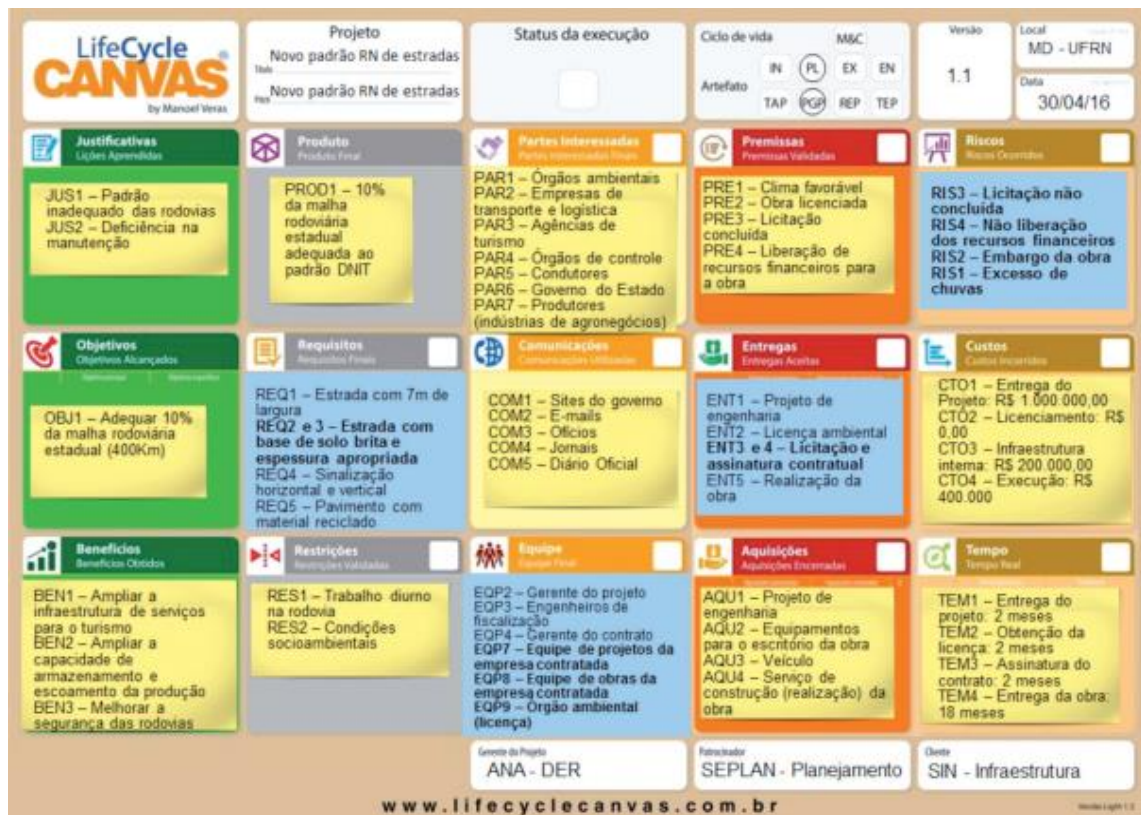 LifeCycle
CANVAS
by Manoel Veras
Projeto
Novo padrão RN de estradas
Título
Novo padrão RN de estradas
Status da execução
Ciclo de vida
M&C
IN PL EX EN
Artefato
TAP PGP REP TEP
Versão
1.1
Local
MD - UFRN
Data
30/04/16
Justificativas
Lições Aprendidas
JUS1 – Padrão
inadequado das rodovias
JUS2 – Deficiência na
manutenção
Produto
Produto Final
PROD1 – 10%
da malha
rodoviária
estadual
adequada ao
padrão DNIT
Partes Interessadas
Partes Interessadas Finais
PAR1 – Órgãos ambientais
PAR2 – Empresas de
transporte e logística
PAR3 – Agências de
turismo
PAR4 – Órgãos de controle
PAR5 – Condutores
PAR6 – Governo do Estado
PAR7 – Produtores
(indústrias de agronegócios)
Premissas
Premissas Validadas
PRE1 – Clima favorável
PRE2 – Obra licenciada
PRE3 – Licitação
concluída
PRE4 – Liberação de
recursos financeiros para
a obra
Riscos
Riscos Ocorridos
RIS3 – Licitação não
concluída
RIS4 – Não liberação
dos recursos financeiros
RIS2 – Embargo da obra
RIS1 – Excesso de
chuvas
Objetivos
Objetivos Alcançados
OBJ1 – Adequar 10%
da malha rodoviária
estadual (400Km)
Requisitos
Requisitos Finais
REQ1 – Estrada com 7m de
largura
REQ2 e 3 – Estrada com
base de solo brita e
espessura apropriada
REQ4 – Sinalização
horizontal e vertical
REQ5 – Pavimento com
material reciclado
Comunicações
Comunicações Utilizadas
COM1 – Sites do governo
COM2 – E-mails
COM3 – Ofícios
COM4 – Jornais
COM5 – Diário Oficial
Entregas
Entregas Aceitas
ENT1 – Projeto de
engenharia
ENT2 – Licença ambiental
ENT3 e 4 – Licitação e
assinatura contratual
ENT5 – Realização da
obra
Custos
Custos Incorridos
CTO1 – Entrega do
Projeto: R$ 1.000.000,00
CTO2 – Licenciamento: R$
0,00
CTO3 – Infraestrutura
interna: R$ 200.000,00
CTO4 – Execução: R$
400.000
Benefícios
Benefícios Obtidos
BEN1 – Ampliar a
infraestrutura de serviços
para o turismo
BEN2 – Ampliar a
capacidade de
armazenamento e
escoamento da produção
BEN3 – Melhorar a
segurança das rodovias
Restrições
Restrições Validadas
RES1 – Trabalho diurno
na rodovia
RES2 – Condições
socioambientais
Equipe
Equipe Final
EQP2 – Gerente do projeto
EQP3 – Engenheiros de
fiscalização
EQP4 – Gerente do contrato
EQP7 – Equipe de projetos da
empresa contratada
EQP8 – Equipe de obras da
empresa contratada
EQP9 – Órgão ambiental
(licença)
Aquisições
Aquisições Encerradas
AQU1 – Projeto de
engenharia
AQU2 – Equipamentos
para o escritório da obra
AQU3 – Veículo
AQU4 – Serviço de
construção (realização) da
obra
Tempo
Tempo Real
TEM1 – Entrega do
projeto: 2 meses
TEM2 – Obtenção da
licença: 2 meses
TEM3 – Assinatura do
contrato: 2 meses
TEM4 – Entrega da obra:
18 meses
Gerente do Projeto
ANA - DER
Patrocinador
SEPLAN - Planejamento
Cliente
SIN - Infraestrutura
www.lifecyclecanvas.com.br